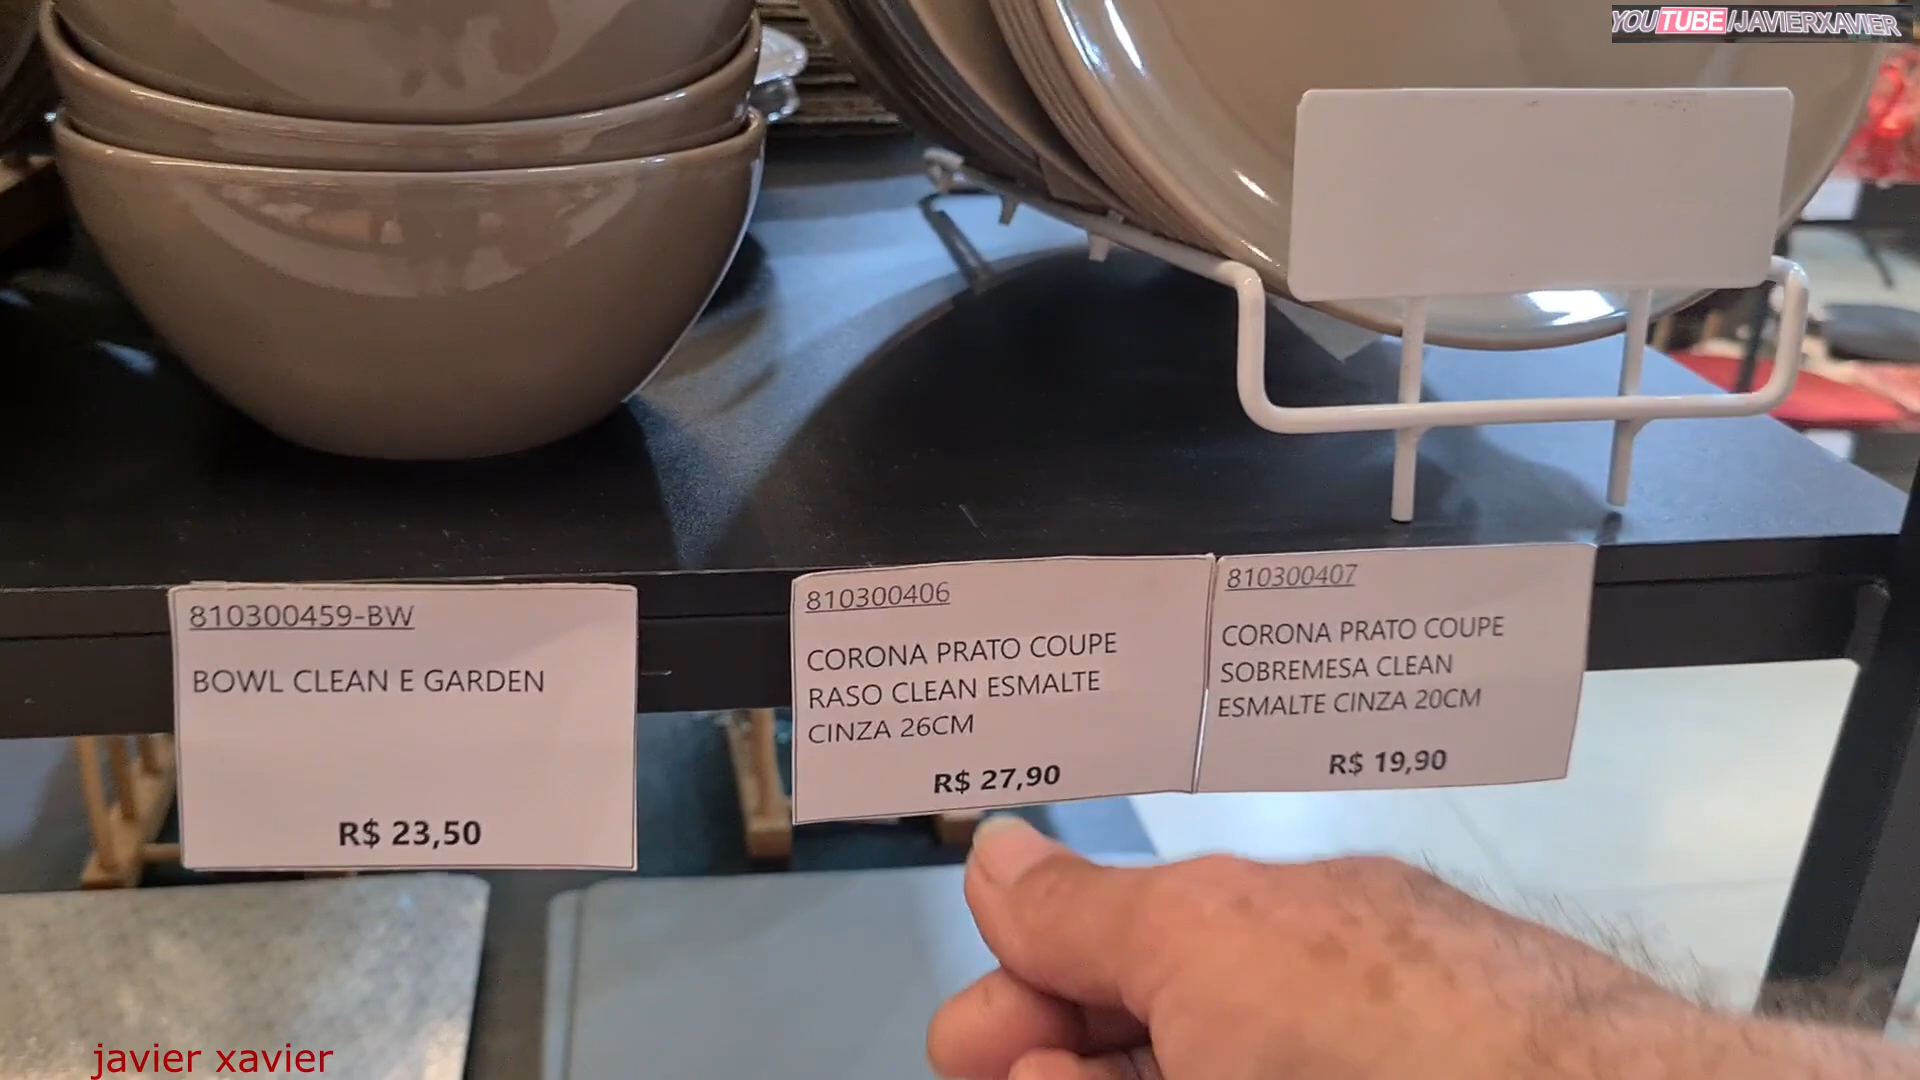 YOUTUBE/JAVIERXAVIER
810300459-BW
BOWL CLEAN E GARDEN
R$ 23,50
810300406
CORONA PRATO COUPE
RASO CLEAN ESMALTE
CINZA 26CM
R$ 27,90
810300407
CORONA PRATO COUPE
SOBREMESA CLEAN
ESMALTE CINZA 20CM
R$ 19,90
javier xavier